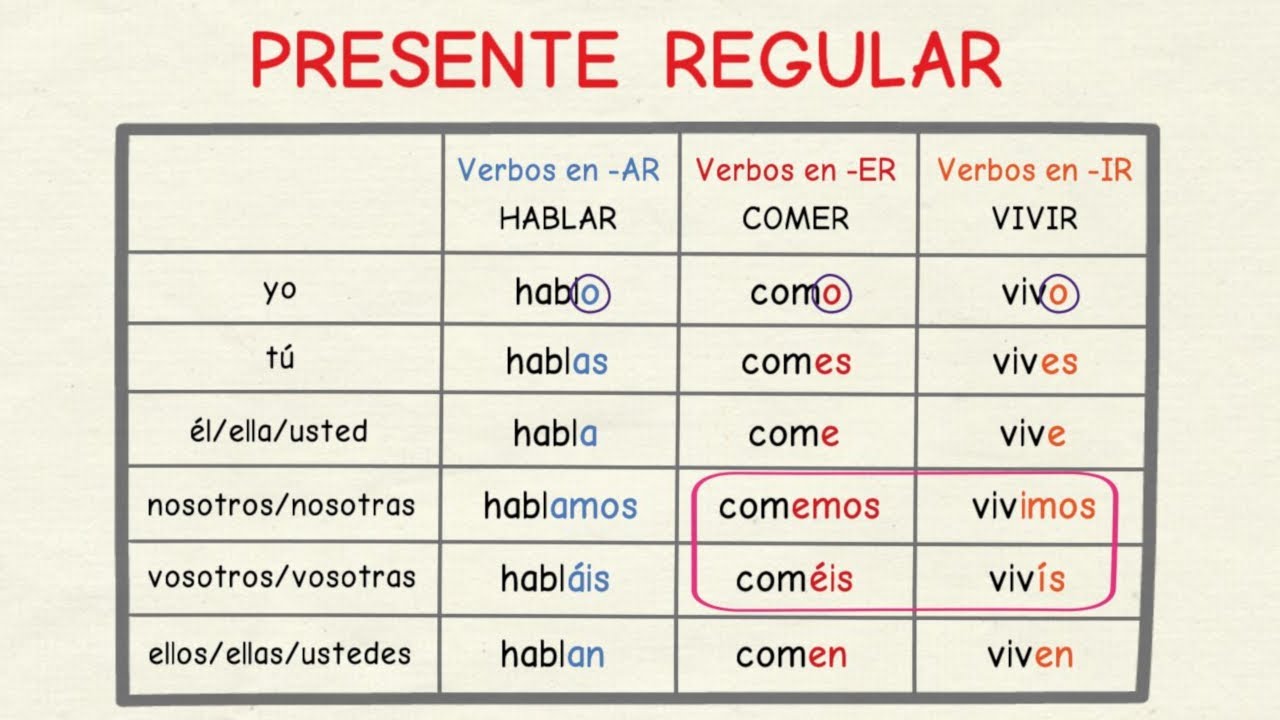 PRESENTE REGULAR
Verbos en -AR Verbos en -ER Verbos en -IR
HABLAR COMER VIVIR
yo hablo como vivo
tú hablas comes vives
él/ella/usted habla come vive
nosotros/nosotras hablamos comemos vivimos
vosotros/vosotras habláis coméis vivís
ellos/ellas/ustedes hablan comen viven